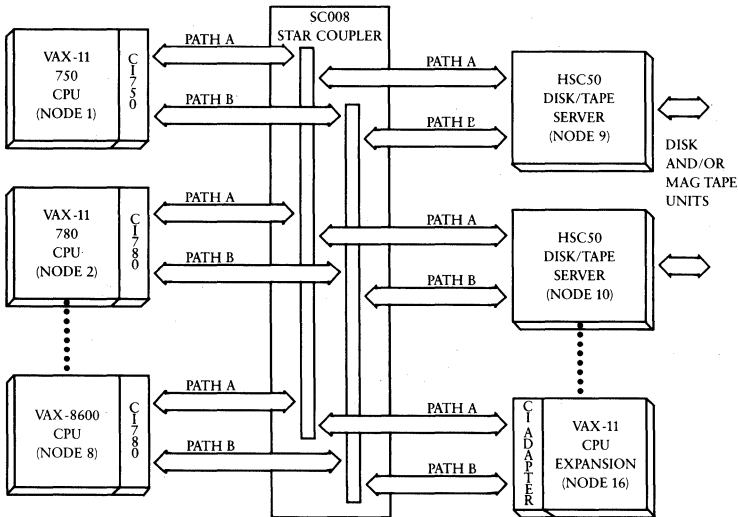 SC008
STAR COUPLER
VAX-11
750
CPU
(NODE 1)
CI750
PATH A
PATH B
PATH A
PATH B
HSC50
DISK/TAPE
SERVER
(NODE 9)
DISK
AND/OR
MAG TAPE
UNITS
VAX-11
780
CPU
(NODE 2)
CI780
PATH A
PATH B
PATH A
PATH B
HSC50
DISK/TAPE
SERVER
(NODE 10)
VAX-8600
CPU
(NODE 8)
CI780
PATH A
PATH B
PATH A
PATH B
CI ADAPTER
VAX-11
CPU
EXPANSION
(NODE 16)